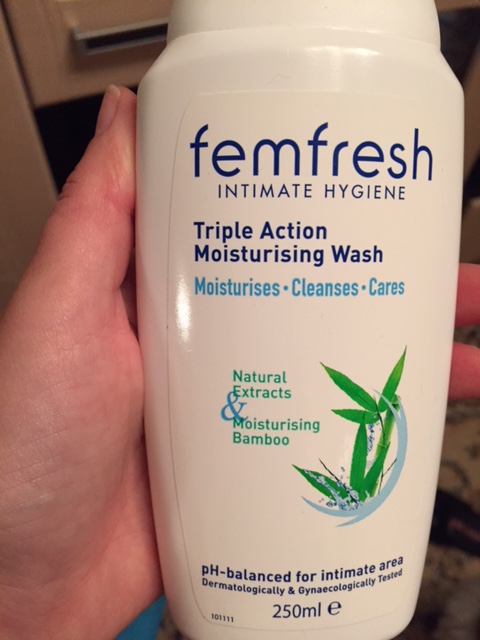 femfresh
INTIMATE HYGIENE
Triple Action
Moisturising Wash
Moisturises • Cleanses • Cares
Natural
Extracts
&
Moisturising
Bamboo
pH-balanced for intimate area
Dermatologically & Gynaecologically Tested
101111
250ml e